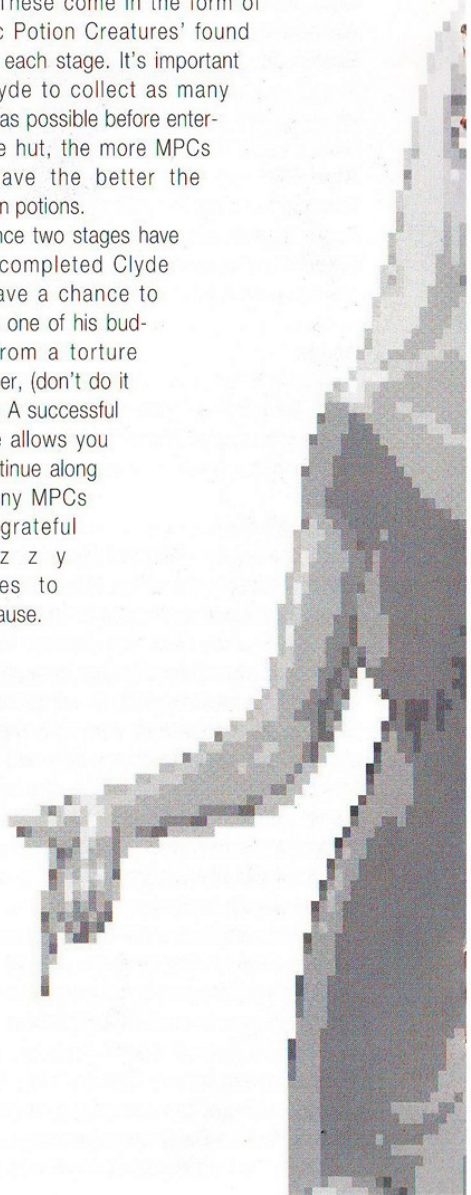 These come in the form of
c Potion Creatures' found
each stage. It's important
yde to collect as many
as possible before enter-
e hut, the more MPCs
ave the better the
n potions.
nce two stages have
completed Clyde
ave a chance to
one of his bud-
rom a torture
er, (don't do it
A successful
e allows you
tinue along
ny MPCs
grateful
z z y
es to
ause.